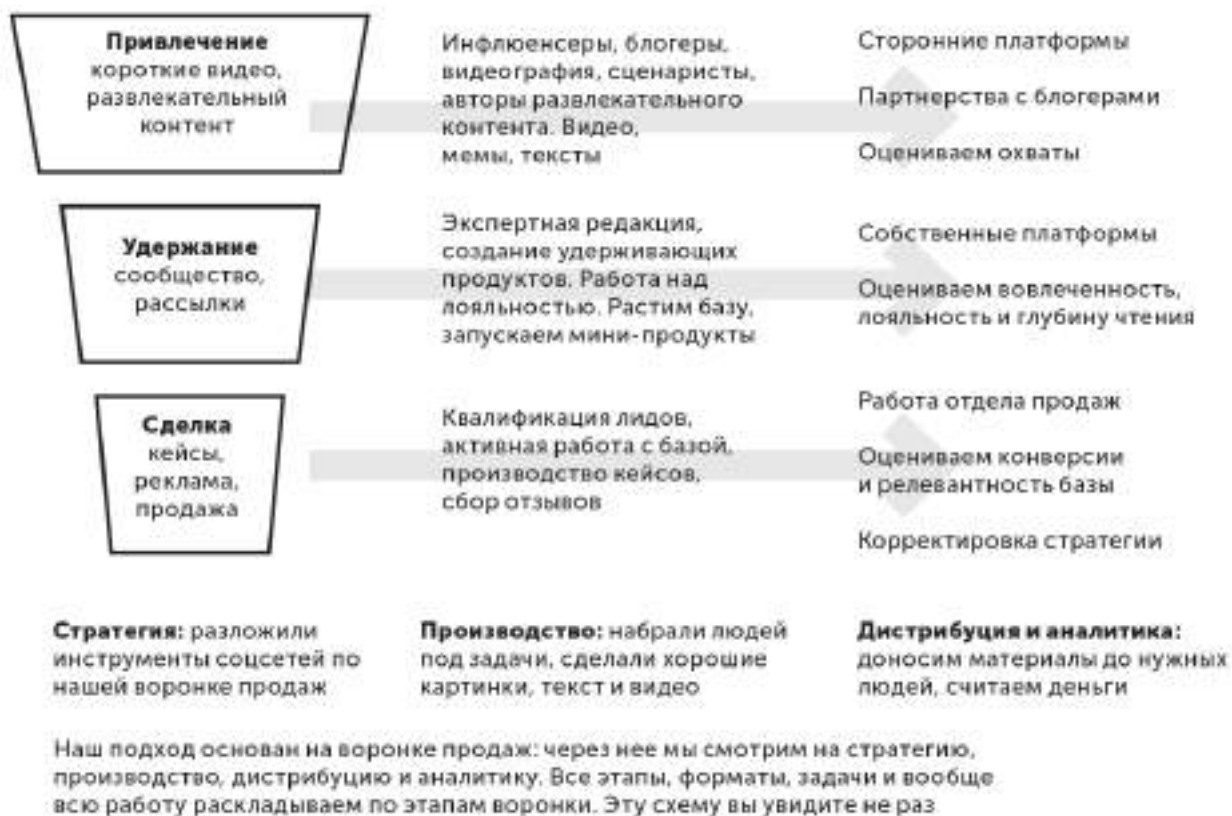 Привлечение
короткие видео,
развлекательный
контент
Инфлюенсеры, блогеры,
видеография, сценаристы,
авторы развлекательного
контента. Видео,
мемы, тексты
Сторонние платформы
Партнерства с блогерами
Оцениваем охваты
Удержание
сообщество,
рассылки
Экспертная редакция,
создание удерживающих
продуктов. Работа над
лояльностью. Растим базу,
запускаем мини-продукты
Собственные платформы
Оцениваем вовлеченность,
лояльность и глубину чтения
Сделка
кейсы,
реклама,
продажа
Квалификация лидов,
активная работа с базой,
производство кейсов,
сбор отзывов
Работа отдела продаж
Оцениваем конверсии
и релевантность базы
Корректировка стратегии
Стратегия: разложили
инструменты соцсетей по
нашей воронке продаж
Производство: набрали людей
под задачи, сделали хорошие
картинки, текст и видео
Дистрибуция и аналитика:
доносим материалы до нужных
людей, считаем деньги
Наш подход основан на воронке продаж: через нее мы смотрим на стратегию,
производство, дистрибуцию и аналитику. Все этапы, форматы, задачи и вообще
всю работу раскладываем по этапам воронки. Эту схему вы увидите не раз